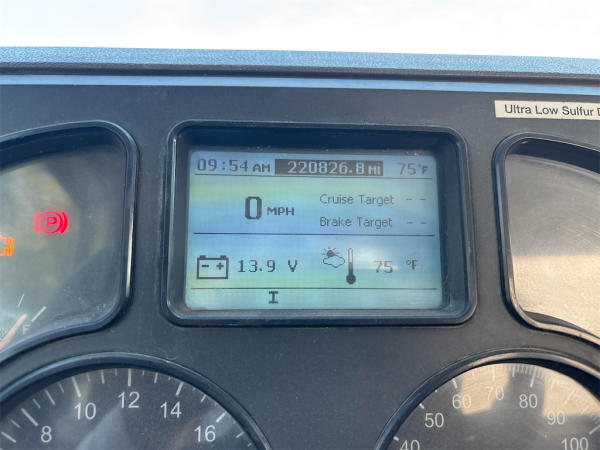 Ultra Low Sulfur
09:54 AM 220826.8 MI 75°F
0 MPH
Cruise Target --
Brake Target --
P
- + 13.9 V 75 °F
I
F
8 10 12 14 16
40 50 60 70 80 90 100
80